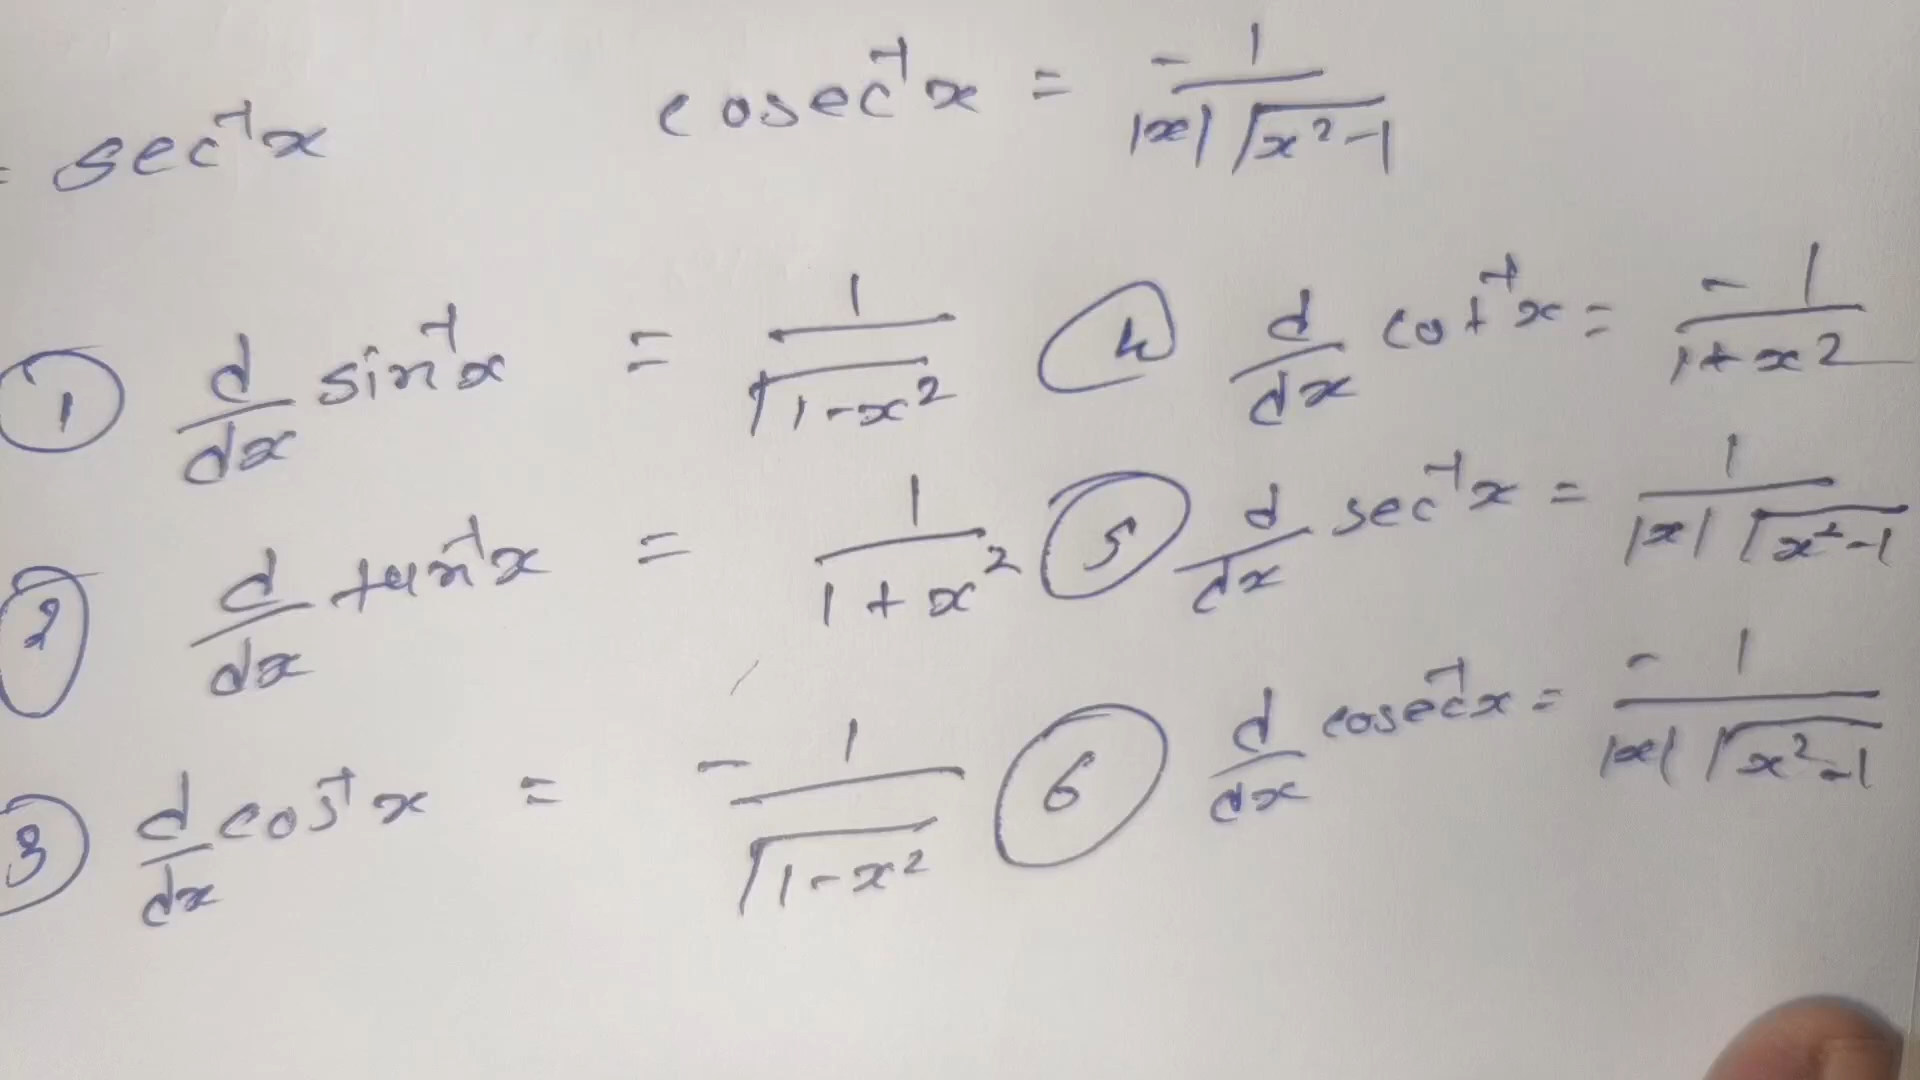 = sec⁻¹x cosec⁻¹x = -1/(|x|√(x²-1))
① d/dx sin⁻¹x = 1/√(1-x²)
② d/dx tan⁻¹x = 1/(1+x²)
③ d/dx cos⁻¹x = -1/√(1-x²)
④ d/dx cot⁻¹x = -1/(1+x²)
⑤ d/dx sec⁻¹x = 1/(|x|√(x²-1))
⑥ d/dx cosec⁻¹x = -1/(|x|√(x²-1))